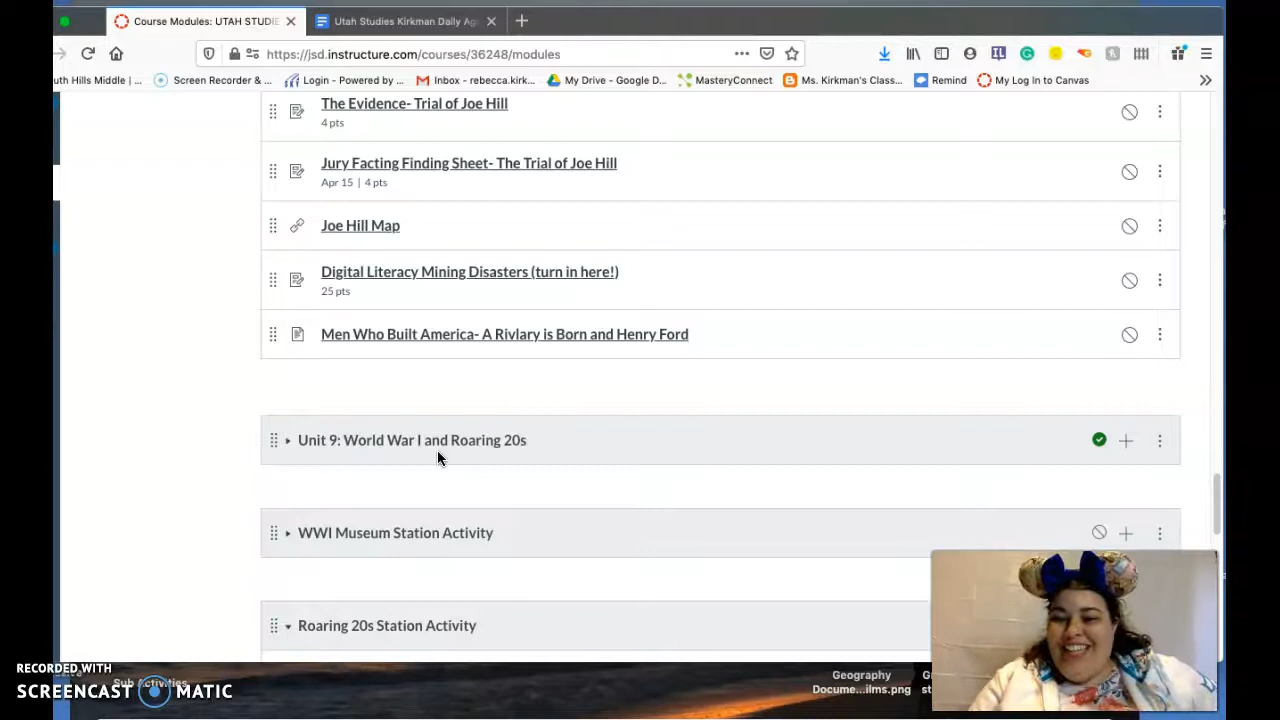 Course Modules: UTAH STUDIE
Utah Studies Kirkman Daily Ag
https://jsd.instructure.com/courses/36248/modules
uth Hills Middle | ...
Screen Recorder & ...
Login - Powered by ...
Inbox - rebecca.kirk...
My Drive - Google D...
MasteryConnect
Ms. Kirkman's Class...
Remind
My Log In to Canvas
The Evidence- Trial of Joe Hill
4 pts
Jury Facting Finding Sheet- The Trial of Joe Hill
Apr 15 | 4 pts
Joe Hill Map
Digital Literacy Mining Disasters (turn in here!)
25 pts
Men Who Built America- A Rivlary is Born and Henry Ford
Unit 9: World War I and Roaring 20s
WWI Museum Station Activity
Roaring 20s Station Activity
RECORDED WITH
SCREENCAST MATIC
Sub Activities
Geography
Docume...ilms.png